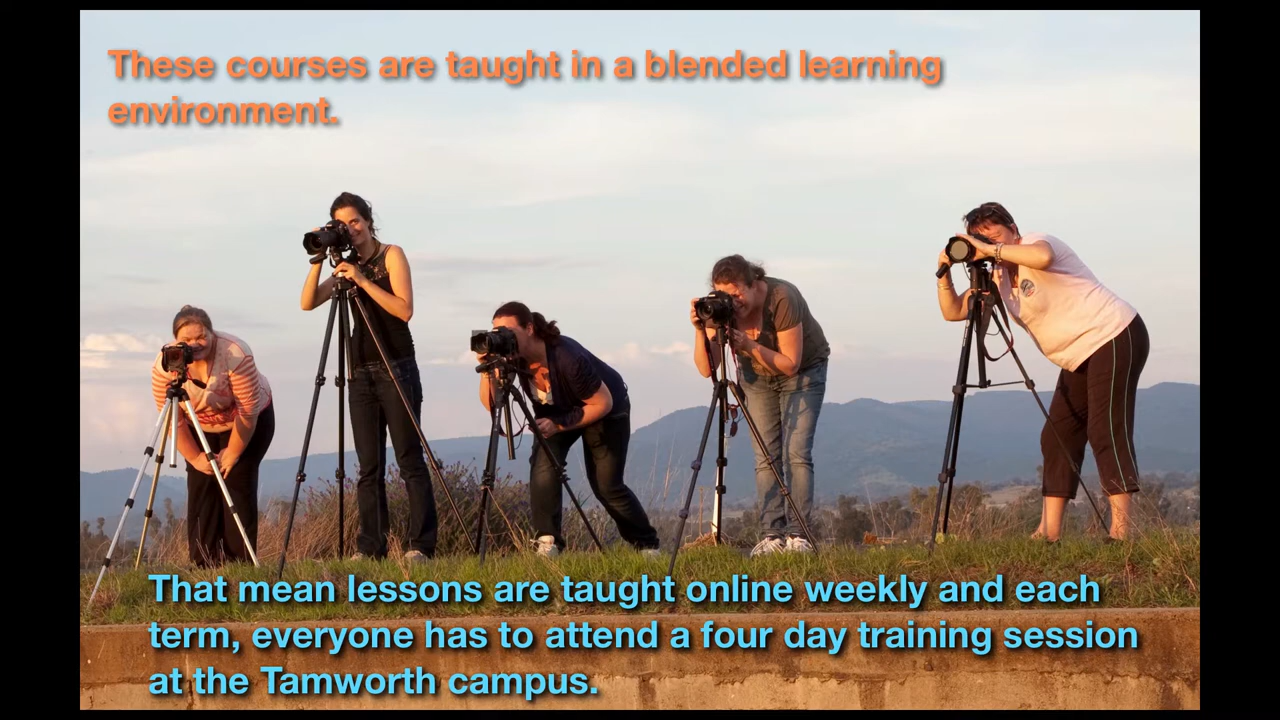 These courses are taught in a blended learning
environment.
That mean lessons are taught online weekly and each
term, everyone has to attend a four day training session
at the Tamworth campus.